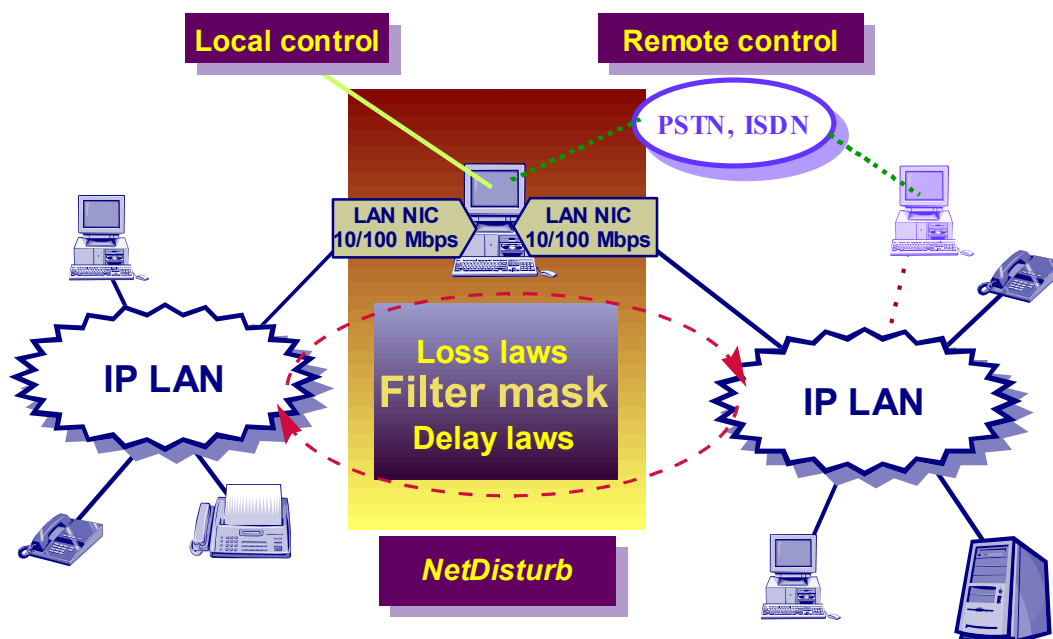 Local control
Remote control
PSTN, ISDN
LAN NIC
10/100 Mbps
LAN NIC
10/100 Mbps
IP LAN
Loss laws
Filter mask
Delay laws
IP LAN
NetDisturb